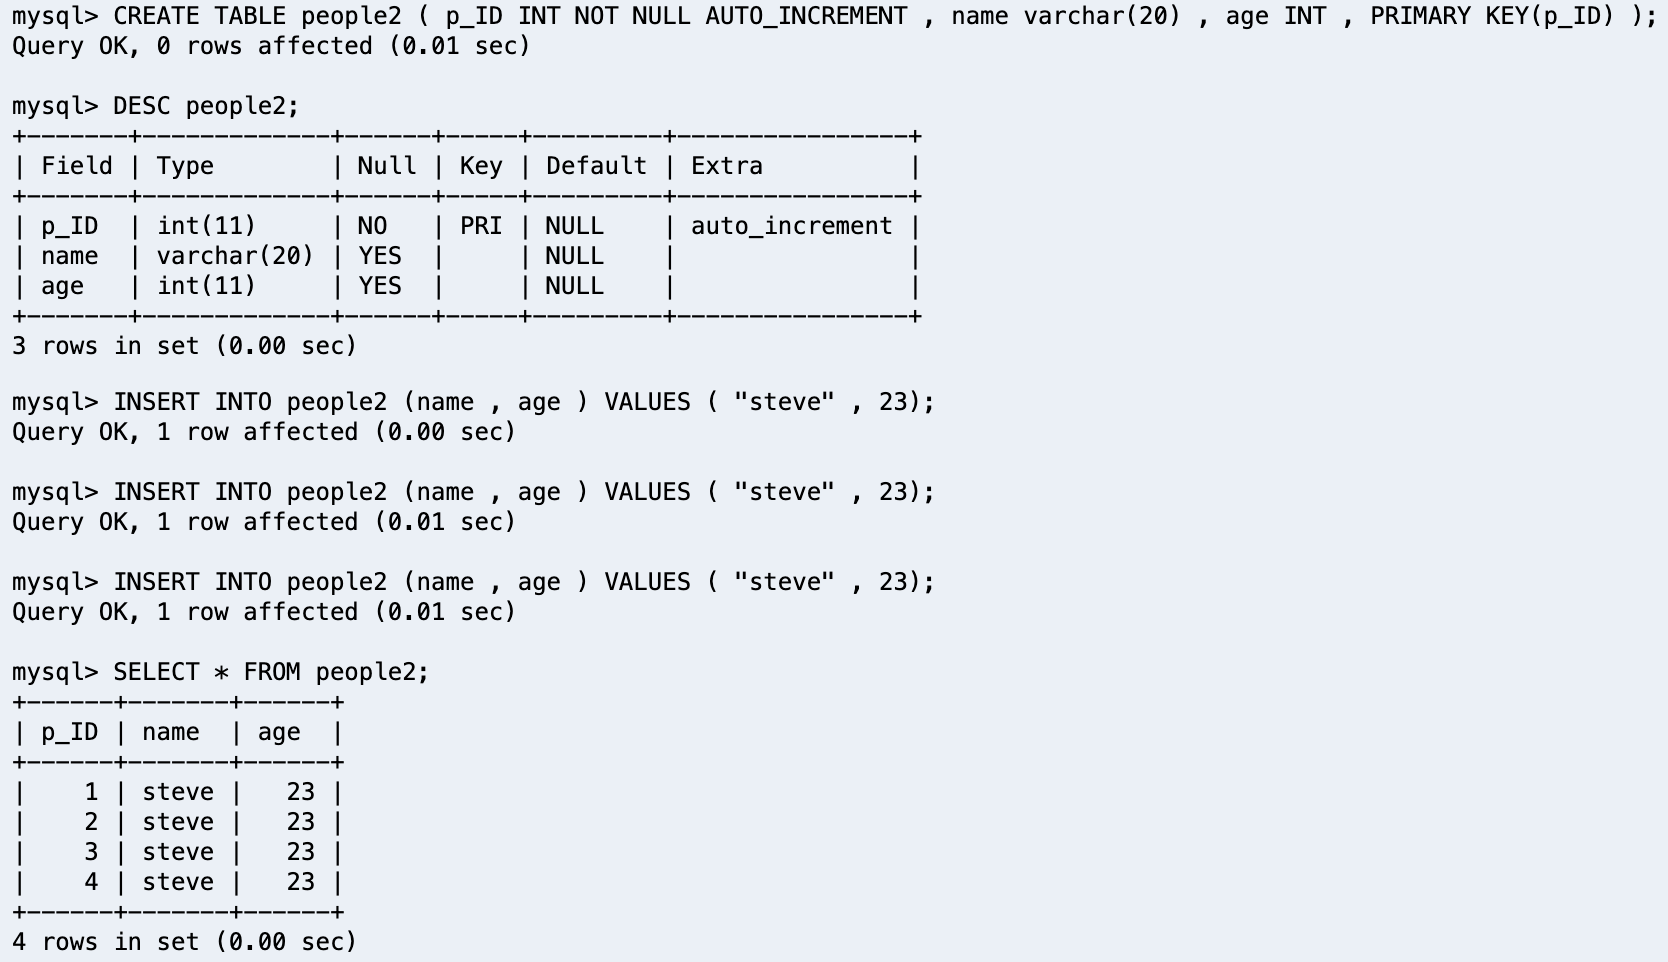 mysql> CREATE TABLE people2 ( p_ID INT NOT NULL AUTO_INCREMENT , name varchar(20) , age INT , PRIMARY KEY(p_ID) );
Query OK, 0 rows affected (0.01 sec)
mysql> DESC people2;
+-------+-------------+------+-----+---------+----------------+
| Field | Type        | Null | Key | Default | Extra          |
+-------+-------------+------+-----+---------+----------------+
| p_ID  | int(11)     | NO   | PRI | NULL    | auto_increment |
| name  | varchar(20) | YES  |     | NULL    |                |
| age   | int(11)     | YES  |     | NULL    |                |
+-------+-------------+------+-----+---------+----------------+
3 rows in set (0.00 sec)
mysql> INSERT INTO people2 (name , age ) VALUES ( "steve" , 23);
Query OK, 1 row affected (0.00 sec)
mysql> INSERT INTO people2 (name , age ) VALUES ( "steve" , 23);
Query OK, 1 row affected (0.01 sec)
mysql> INSERT INTO people2 (name , age ) VALUES ( "steve" , 23);
Query OK, 1 row affected (0.01 sec)
mysql> SELECT * FROM people2;
+------+-------+------+
| p_ID | name  | age  |
+------+-------+------+
|    1 | steve |   23 |
|    2 | steve |   23 |
|    3 | steve |   23 |
|    4 | steve |   23 |
+------+-------+------+
4 rows in set (0.00 sec)